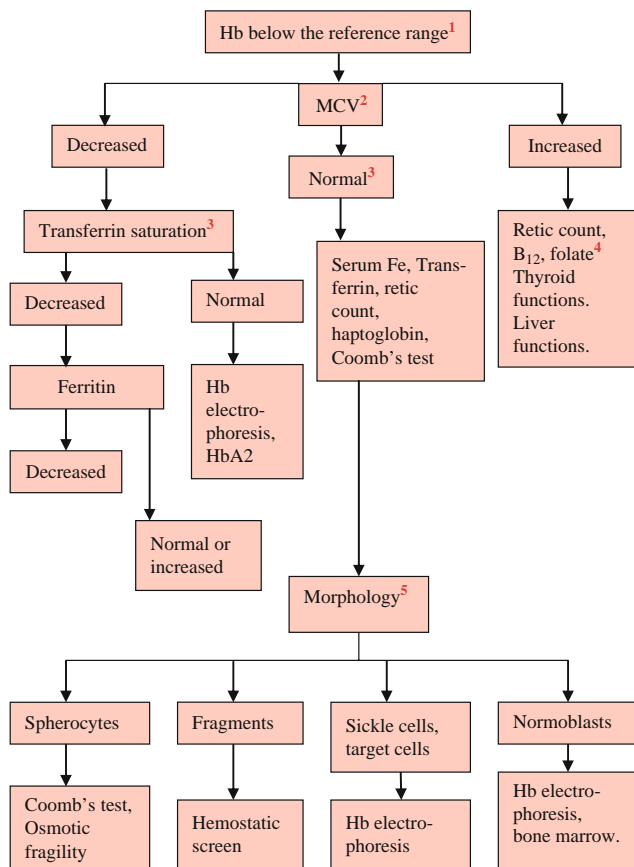 Hb below the reference range1
MCV2
Decreased
Increased
Normal3
Transferrin saturation3
Retic count,
B12, folate4
Thyroid
functions.
Liver
functions.
Serum Fe, Trans-
ferrin, retic
count,
haptoglobin,
Coomb's test
Decreased
Normal
Ferritin
Hb
electro-
phoresis,
HbA2
Decreased
Normal or
increased
Morphology5
Spherocytes
Fragments
Sickle cells,
target cells
Normoblasts
Coomb's test,
Osmotic
fragility
Hemostatic
screen
Hb electro-
phoresis
Hb electro-
phoresis,
bone marrow.